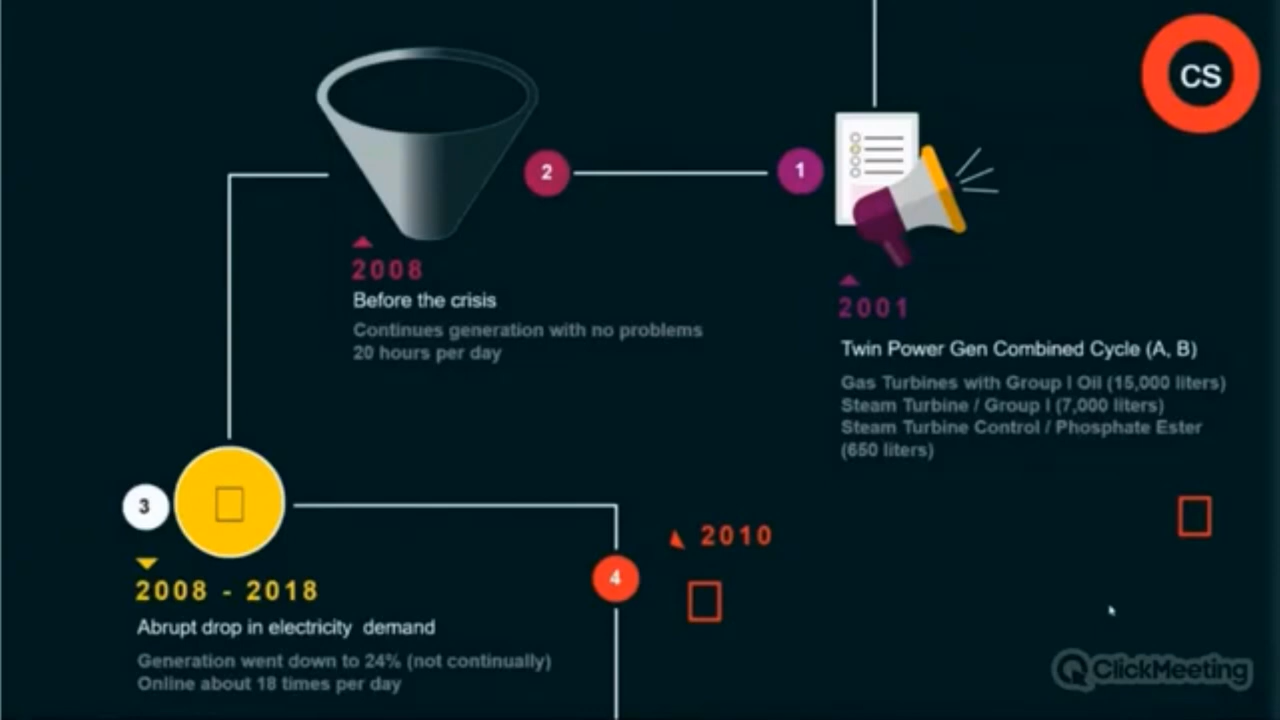 CS
2
1
2008
Before the crisis
Continues generation with no problems
20 hours per day
2001
Twin Power Gen Combined Cycle (A, B)
Gas Turbines with Group I Oil (15,000 liters)
Steam Turbine / Group I (7,000 liters)
Steam Turbine Control / Phosphate Ester
(650 liters)
3
2008 - 2018
Abrupt drop in electricity demand
Generation went down to 24% (not continually)
Online about 18 times per day
4
2010
ClickMeeting